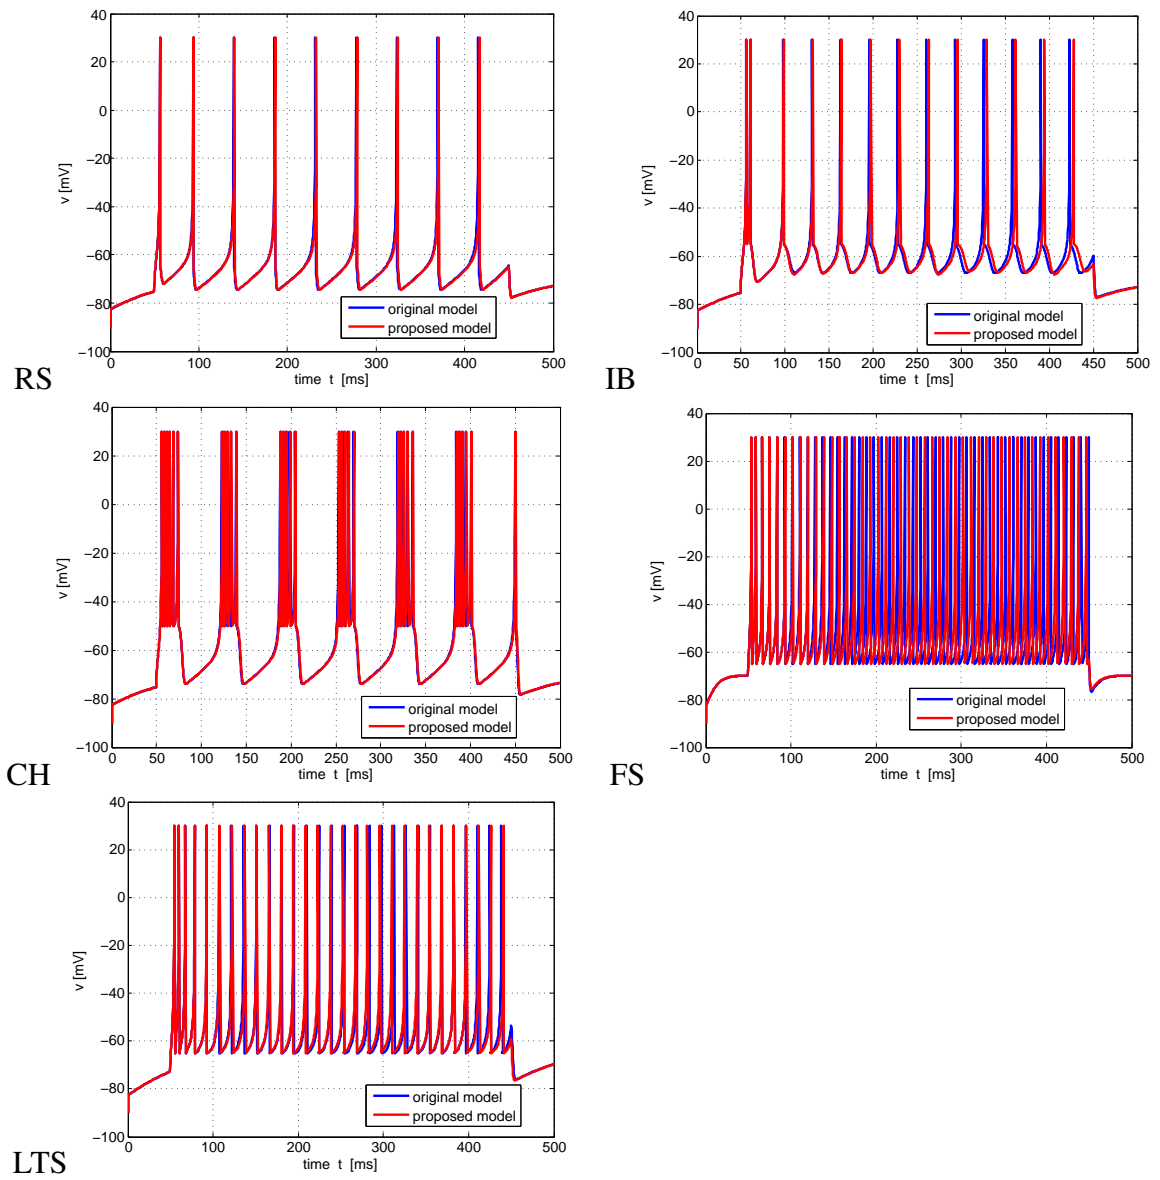 40
20
0
−20
−40
−60
−80
−100
v [mV]
0 100 200 300 400 500
time t [ms]
original model
proposed model
RS
40
20
0
−20
−40
−60
−80
−100
v [mV]
0 50 100 150 200 250 300 350 400 450 500
time t [ms]
original model
proposed model
IB
40
20
0
−20
−40
−60
−80
−100
v [mV]
0 50 100 150 200 250 300 350 400 450 500
time t [ms]
original model
proposed model
CH
40
20
0
−20
−40
−60
−80
−100
v [mV]
0 100 200 300 400 500
time t [ms]
original model
proposed model
FS
40
20
0
−20
−40
−60
−80
−100
v [mV]
0 100 200 300 400 500
time t [ms]
original model
proposed model
LTS